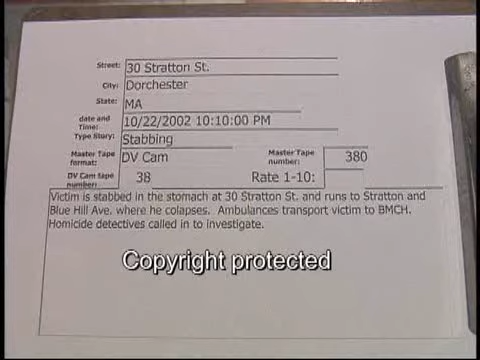 Street: 30 Stratton St.
City: Dorchester
State: MA
date and Time: 10/22/2002 10:10:00 PM
Type Story: Stabbing
Master Tape format: DV Cam Master Tape number: 380
DV Cam tape number: 38 Rate 1-10:
Victim is stabbed in the stomach at 30 Stratton St. and runs to Stratton and
Blue Hill Ave. where he colapses. Ambulances transport victim to BMCH.
Homicide detectives called in to investigate.
Copyright protected